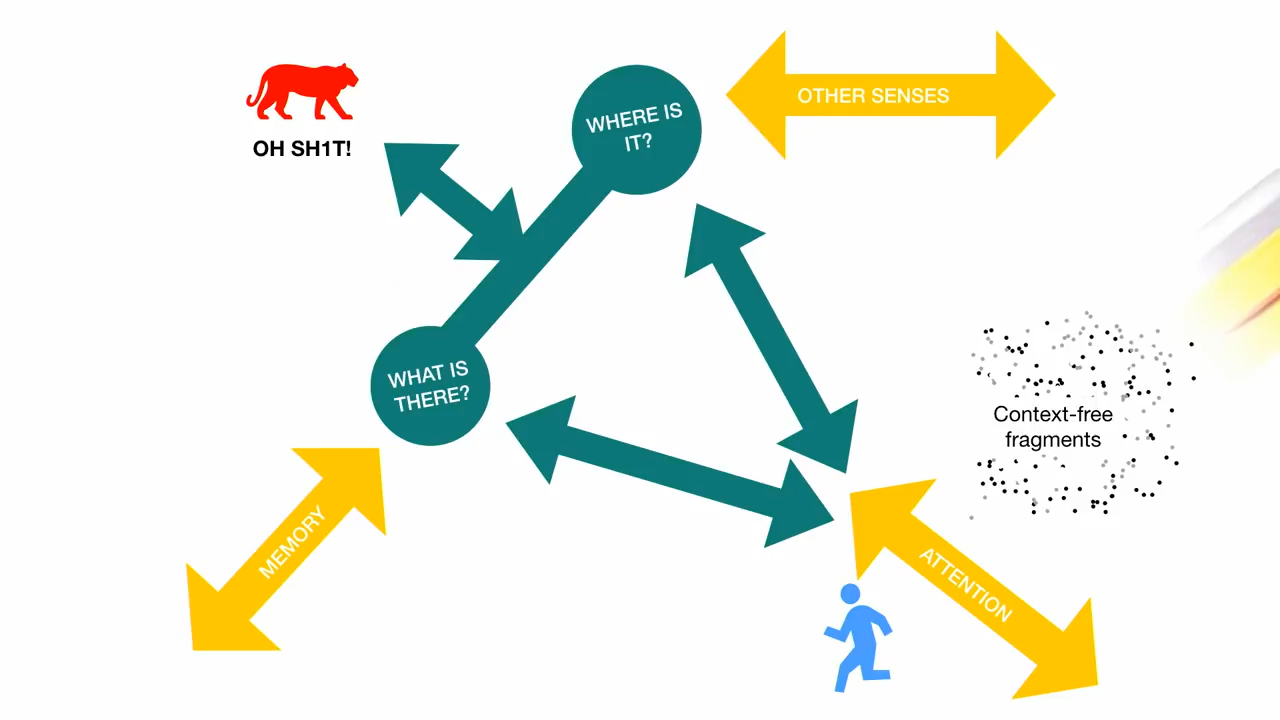 OTHER SENSES
WHERE IS
IT?
OH SH1T!
WHAT IS
THERE?
Context-free
fragments
MEMORY
ATTENTION